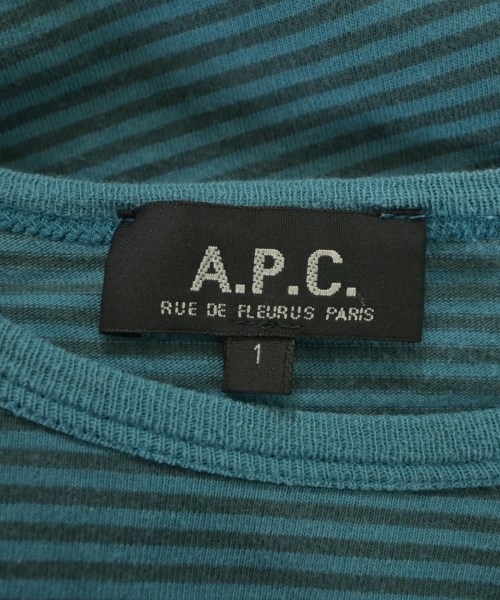 A.P.C.
RUE DE FLEURUS PARIS
1